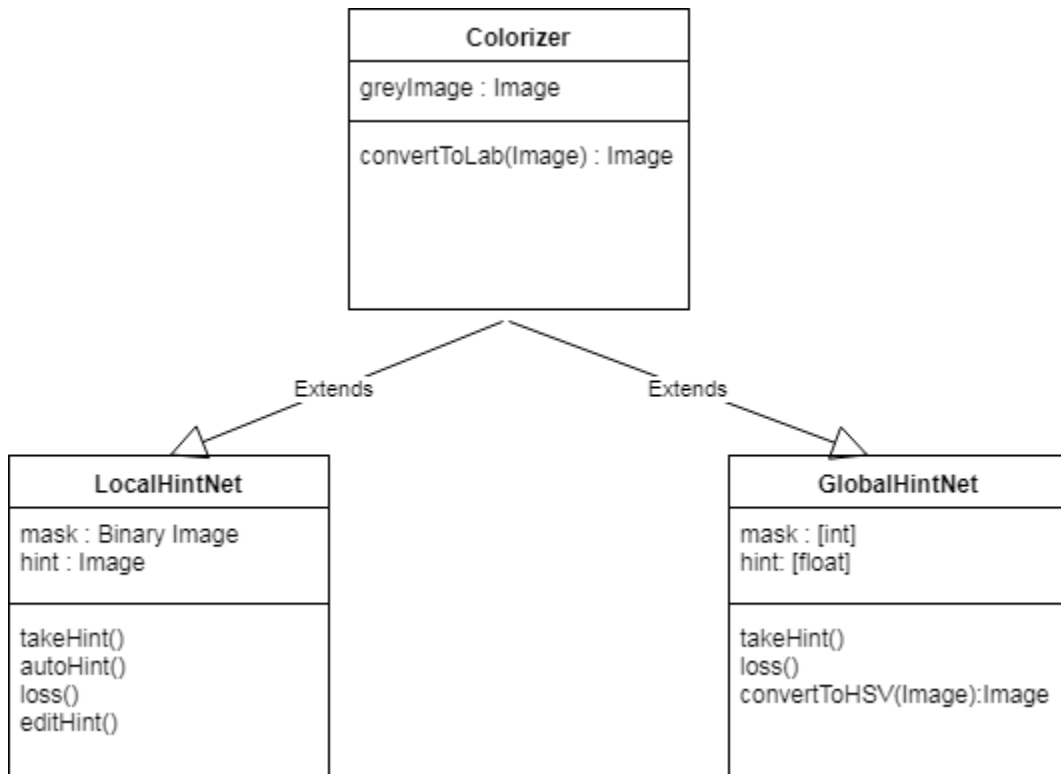 Colorizer
greyImage : Image
convertToLab(Image) : Image
Extends
Extends
LocalHintNet
mask : Binary Image
hint : Image
takeHint()
autoHint()
loss()
editHint()
GlobalHintNet
mask : [int]
hint: [float]
takeHint()
loss()
convertToHSV(Image):Image